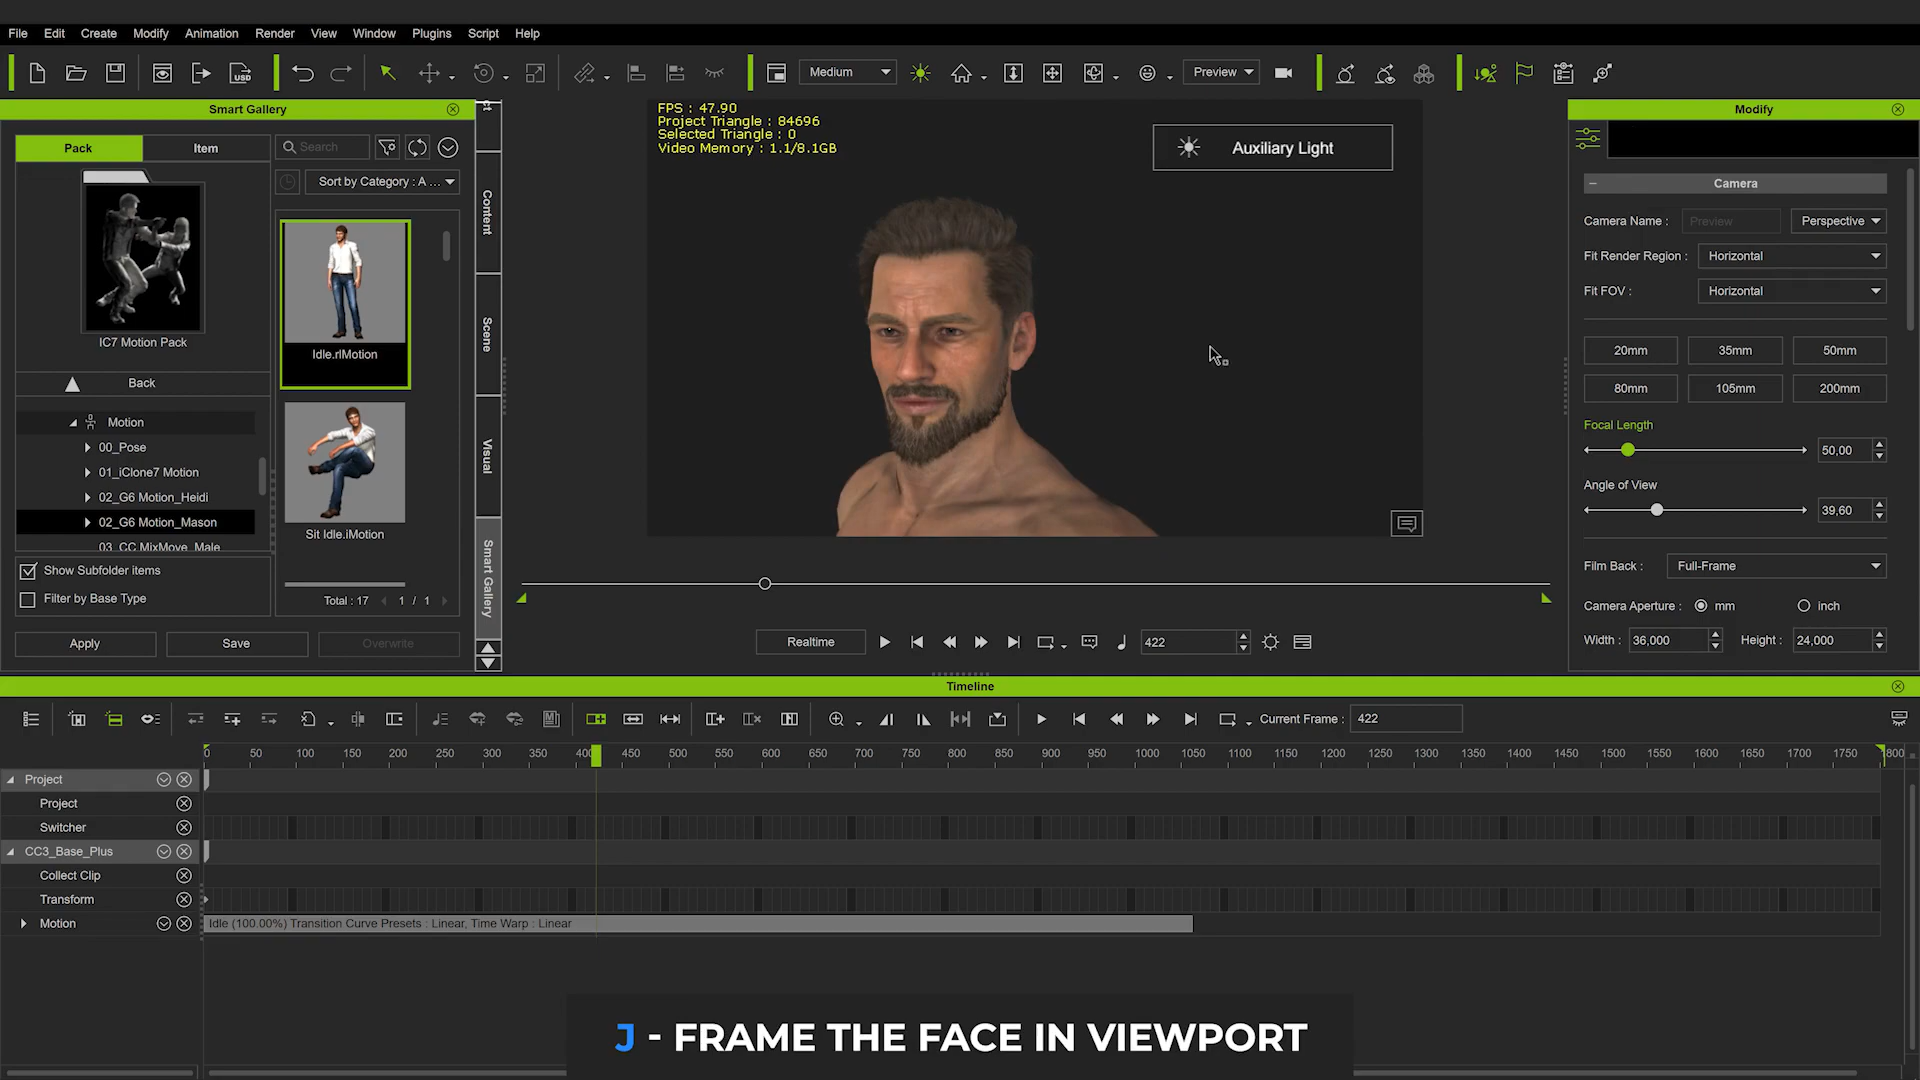 File Edit Create Modify Animation Render View Window Plugins Script Help
USD
Medium
Preview
Smart Gallery
Pack
Item
Search
Sort by Category : A ...
IC7 Motion Pack
Back
Motion
00_Pose
01_iClone7 Motion
02_G6 Motion_Heidi
02_G6 Motion_Mason
03_CC MixMove_Male
Show Subfolder items
Filter by Base Type
Idle.rlMotion
Sit Idle.iMotion
Total : 17
1 / 1
Apply
Save
Overwrite
Content
Scene
Visual
Smart Gallery
FPS : 47.90
Project Triangle : 84696
Selected Triangle : 0
Video Memory : 1.1/8.1GB
Auxiliary Light
Realtime
422
Modify
Camera
Camera Name :
Preview
Perspective
Fit Render Region :
Horizontal
Fit FOV :
Horizontal
20mm
35mm
50mm
80mm
105mm
200mm
Focal Length
50,00
Angle of View
39,60
Film Back :
Full-Frame
Camera Aperture :
mm
inch
Width :
36,000
Height :
24,000
Timeline
Current Frame :
422
0 50 100 150 200 250 300 350 400 450 500 550 600 650 700 750 800 850 900 950 1000 1050 1100 1150 1200 1250 1300 1350 1400 1450 1500 1550 1600 1650 1700 1750 1800
Project
Project
Switcher
CC3_Base_Plus
Collect Clip
Transform
Motion
Idle (100.00%) Transition Curve Presets : Linear, Time Warp : Linear
J - FRAME THE FACE IN VIEWPORT